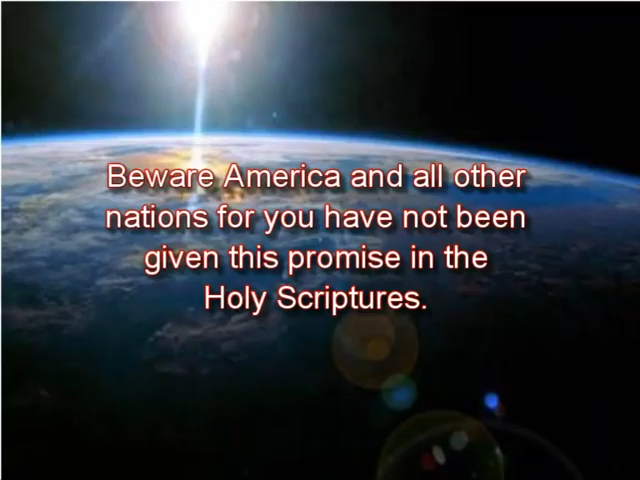 Beware America and all other
nations for you have not been
given this promise in the
Holy Scriptures.